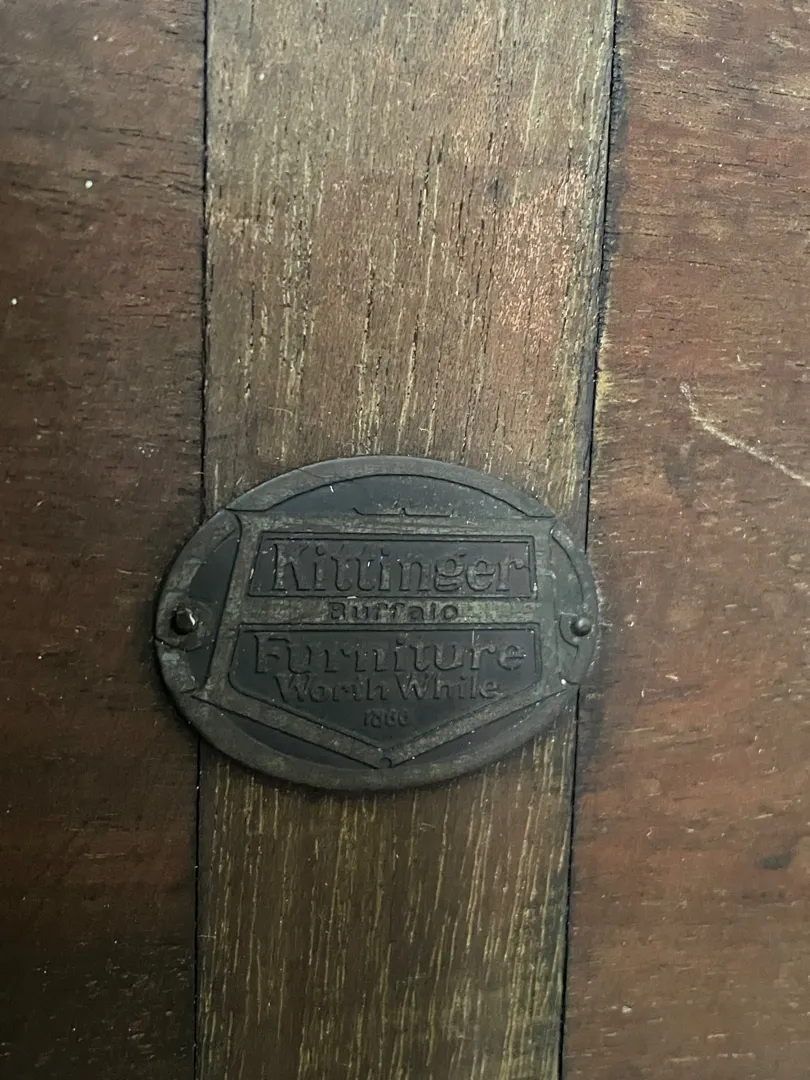 Kittinger
Buffalo
Furniture
Worth While
1866